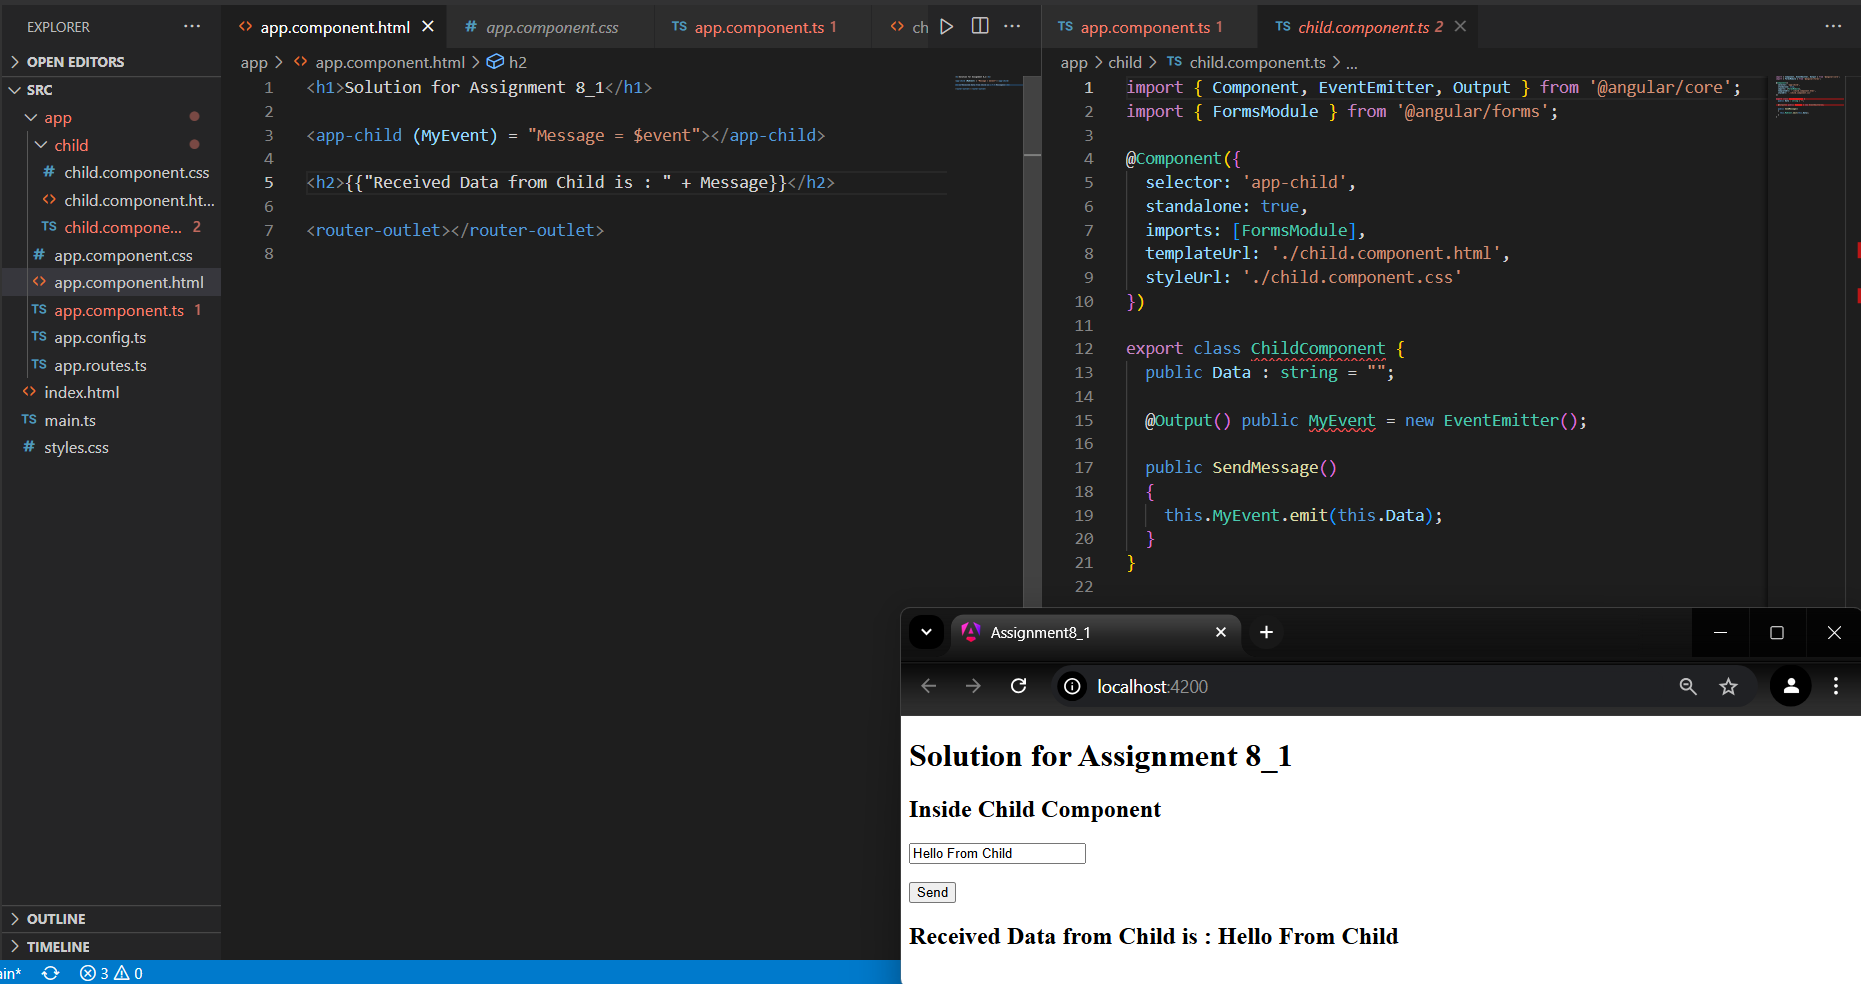 EXPLORER
OPEN EDITORS
SRC
app
child
# child.component.css
<> child.component.ht...
TS child.compone... 2
# app.component.css
<> app.component.html
TS app.component.ts 1
TS app.config.ts
TS app.routes.ts
<> index.html
TS main.ts
# styles.css
OUTLINE
TIMELINE
ain* 3 0
<> app.component.html # app.component.css TS app.component.ts 1 <> ch
app > <> app.component.html > h2
1 <h1>Solution for Assignment 8_1</h1>
2
3 <app-child (MyEvent) = "Message = $event"></app-child>
4
5 <h2>{{"Received Data from Child is : " + Message}}</h2>
6
7 <router-outlet></router-outlet>
8
TS app.component.ts 1 TS child.component.ts 2
app > child > TS child.component.ts > ...
1 import { Component, EventEmitter, Output } from '@angular/core';
2 import { FormsModule } from '@angular/forms';
3
4 @Component({
5 selector: 'app-child',
6 standalone: true,
7 imports: [FormsModule],
8 templateUrl: './child.component.html',
9 styleUrl: './child.component.css'
10 })
11
12 export class ChildComponent {
13 public Data : string = "";
14
15 @Output() public MyEvent = new EventEmitter();
16
17 public SendMessage()
18 {
19 this.MyEvent.emit(this.Data);
20 }
21 }
22
Assignment8_1
localhost:4200
Solution for Assignment 8_1
Inside Child Component
Hello From Child
Send
Received Data from Child is : Hello From Child